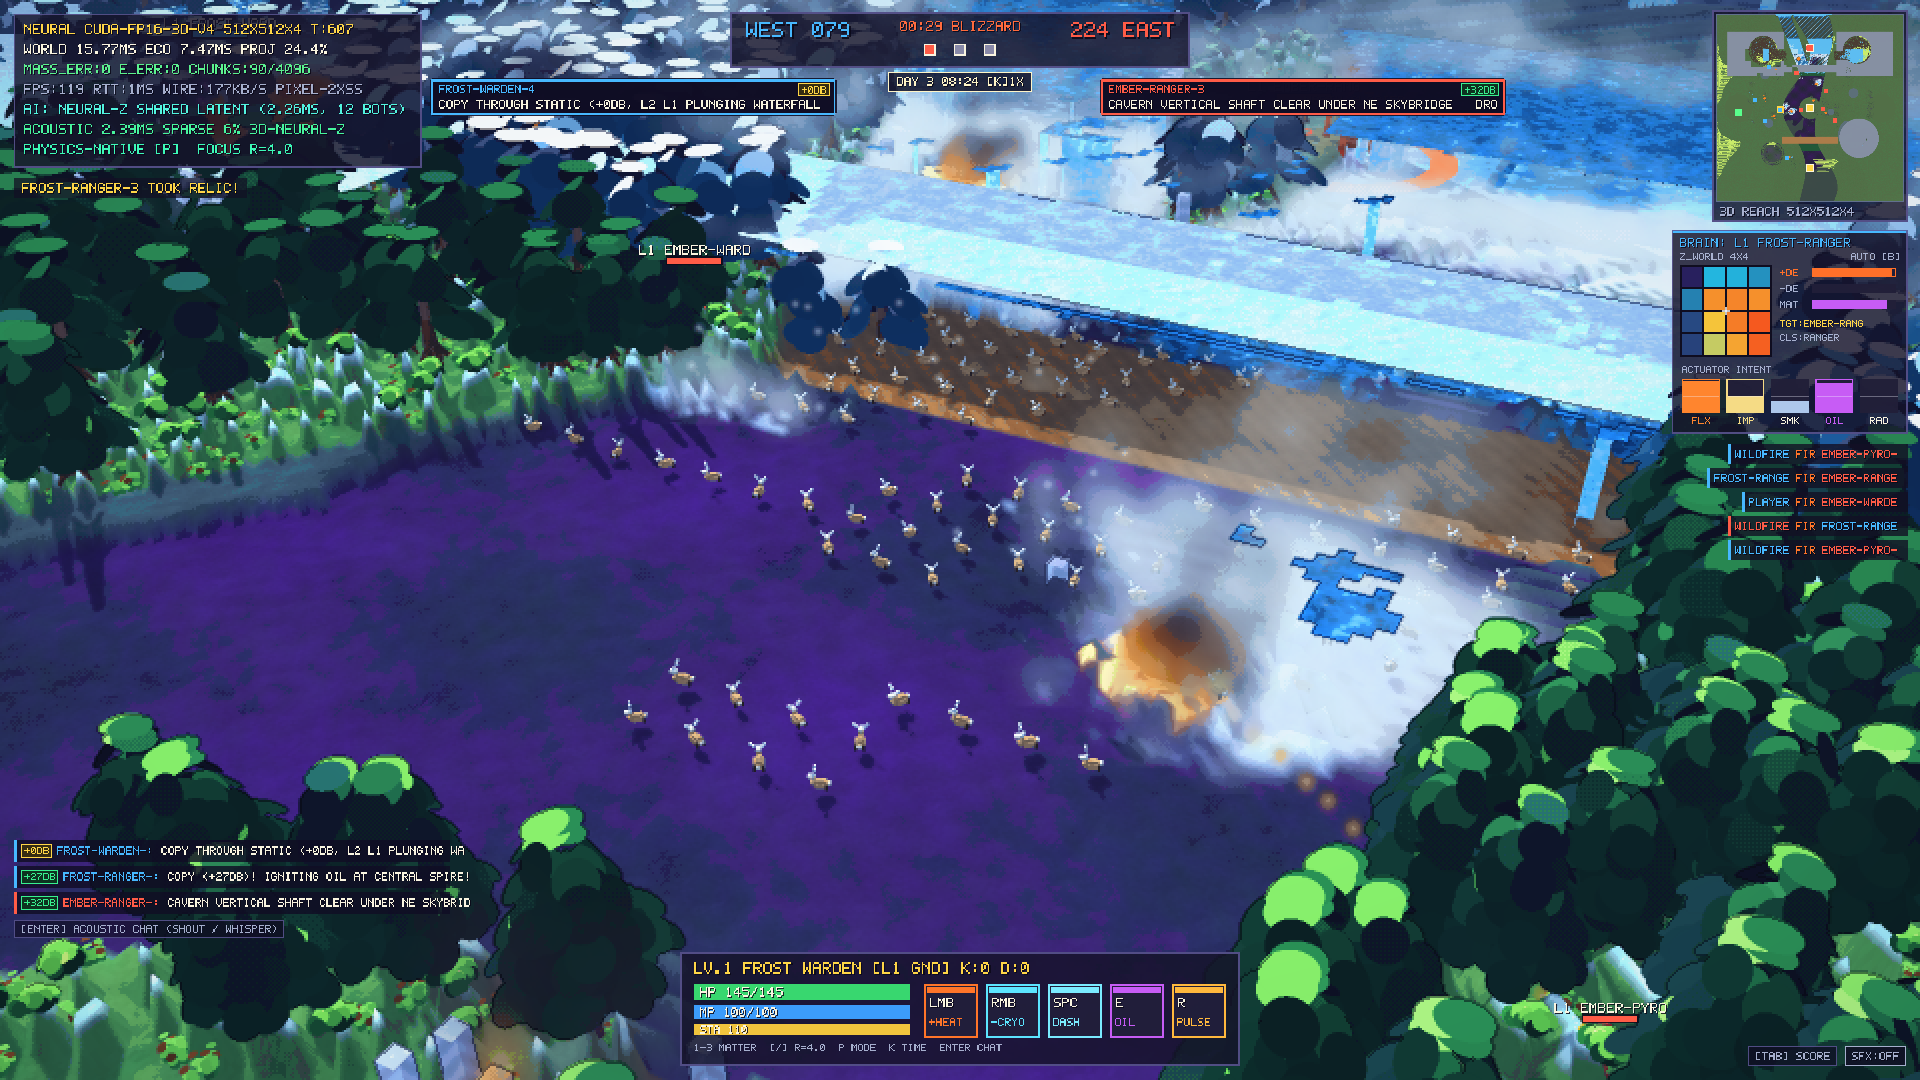 NEURAL CUDA-FP16-3D-V4 512X512X4 T:607
WORLD 15.77MS ECO 7.47MS PROJ 24.4%
MASS_ERR:0 E_ERR:0 CHUNKS:90/4096
FPS:119 RTT:1MS WIRE:177KB/S PIXEL-2XSS
AI: NEURAL-Z SHARED LATENT (2.26MS, 12 BOTS)
ACOUSTIC 2.39MS SPARSE 6% 3D-NEURAL-Z
PHYSICS-NATIVE [P] FOCUS R=4.0
FROST-RANGER-3 TOOK RELIC!
WEST 079
00:29 BLIZZARD
224 EAST
DAY 3 08:24 [K]1X
FROST-WARDEN-4 +0DB
COPY THROUGH STATIC (+0DB, L2 L1 PLUNGING WATERFALL
EMBER-RANGER-3 +32DB
CAVERN VERTICAL SHAFT CLEAR UNDER NE SKYBRIDGE DRO
3D REACH 512X512X4
BRAIN: L1 FROST-RANGER
Z_WORLD 4X4 AUTO [B]
+DE
-DE
MAT
TGT:EMBER-RANG
CLS:RANGER
ACTUATOR INTENT
FLX IMP SMK OIL RAD
WILDFIRE FIR EMBER-PYRO-
FROST-RANGE FIR EMBER-RANGE
PLAYER FIR EMBER-WARDE
WILDFIRE FIR FROST-RANGE
WILDFIRE FIR EMBER-PYRO-
L1 EMBER-WARD
L1 EMBER-PYRO
+0DB FROST-WARDEN-: COPY THROUGH STATIC (+0DB, L2 L1 PLUNGING WA
+27DB FROST-RANGER-: COPY (+27DB)! IGNITING OIL AT CENTRAL SPIRE!
+32DB EMBER-RANGER-: CAVERN VERTICAL SHAFT CLEAR UNDER NE SKYBRID
[ENTER] ACOUSTIC CHAT (SHOUT / WHISPER)
LV.1 FROST WARDEN [L1 GND] K:0 D:0
HP 145/145
MP 100/100
STA 110
LMB +HEAT
RMB -CRYO
SPC DASH
E OIL
R PULSE
1-3 MATTER [/] R=4.0 P MODE K TIME ENTER CHAT
[TAB] SCORE
SFX:OFF